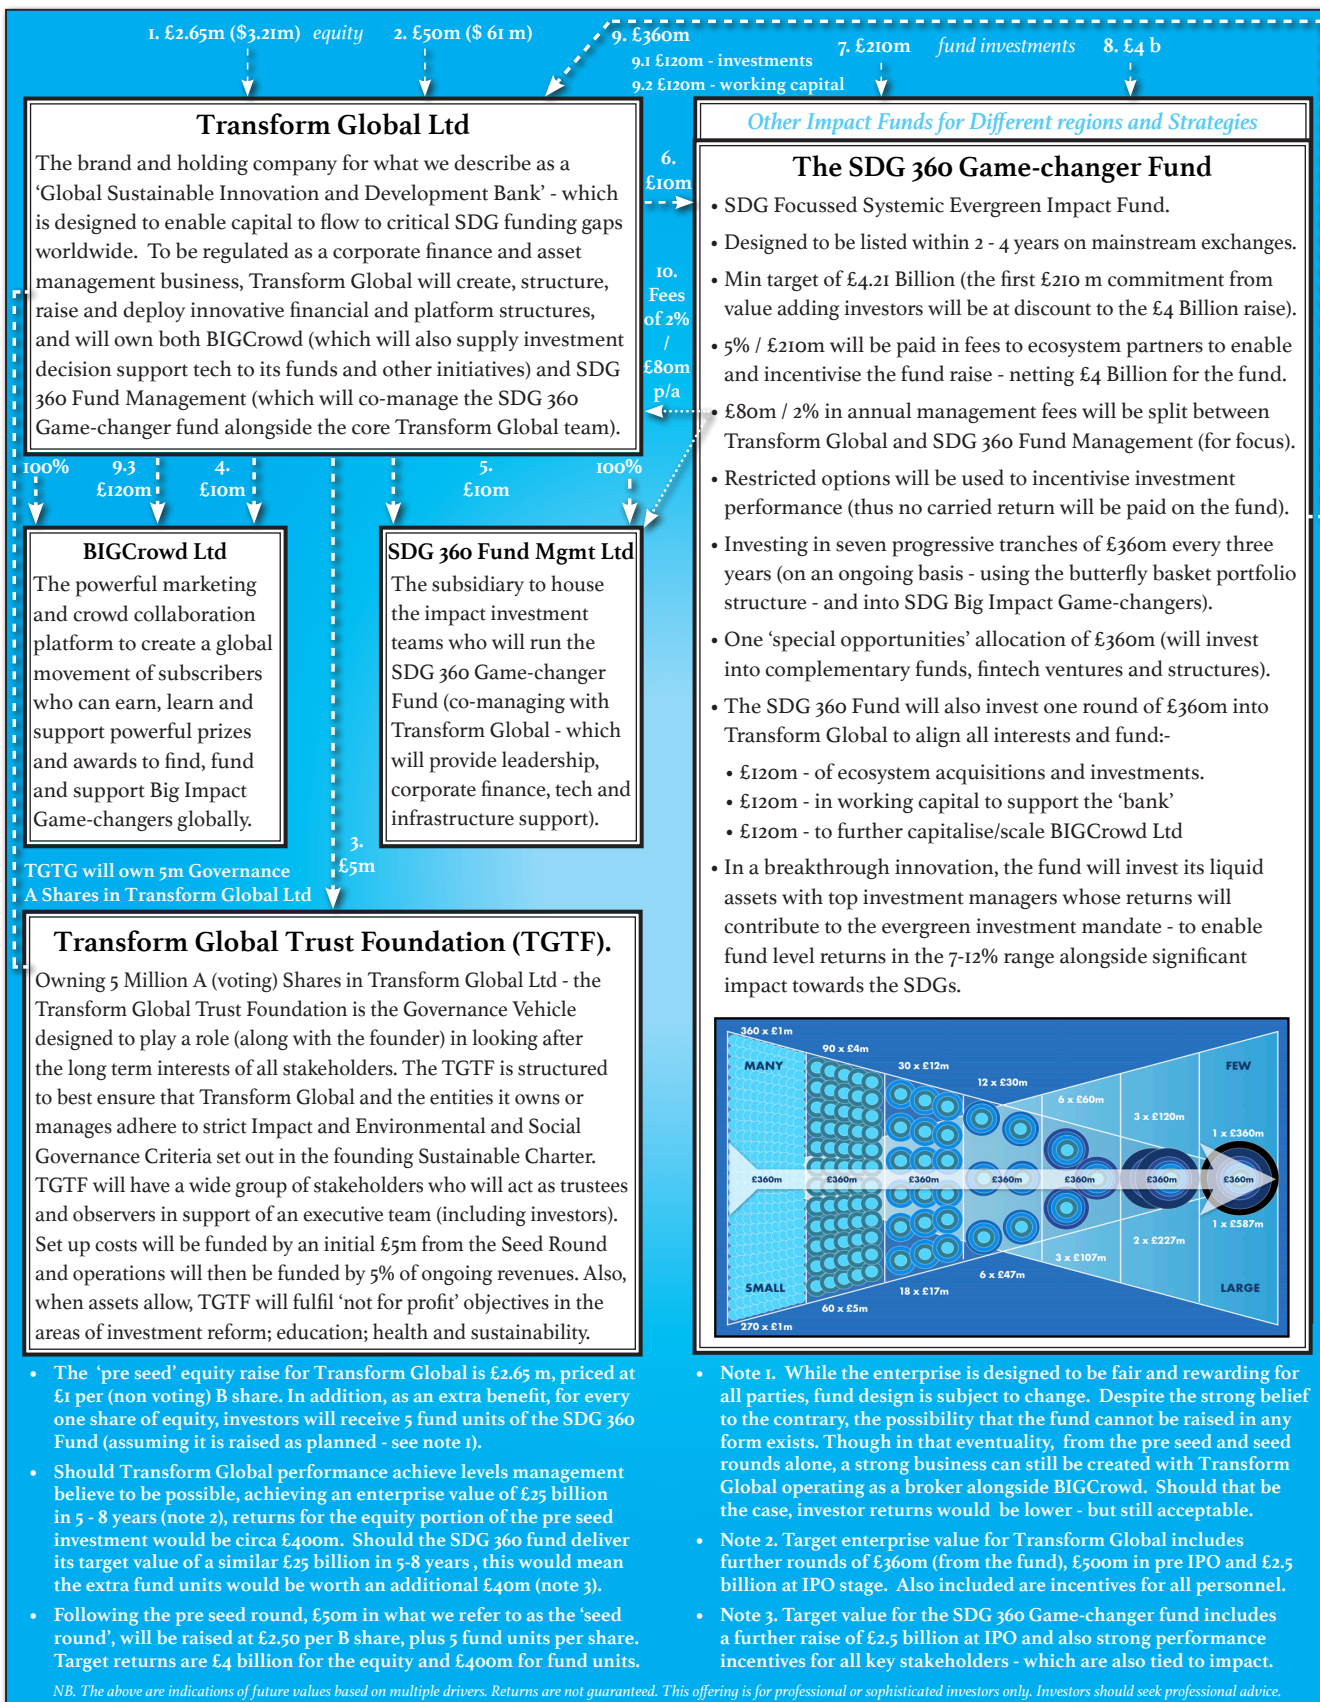 1. £2.65m ($3.21m) equity 2. £50m ($ 61 m)
9. £360m
9.1 £120m - investments
9.2 £120m - working capital
7. £210m fund investments 8. £4 b
Transform Global Ltd
The brand and holding company for what we describe as a
‘Global Sustainable Innovation and Development Bank’ - which
is designed to enable capital to flow to critical SDG funding gaps
worldwide. To be regulated as a corporate finance and asset
management business, Transform Global will create, structure,
raise and deploy innovative financial and platform structures,
and will own both BIGCrowd (which will also supply investment
decision support tech to its funds and other initiatives) and SDG
360 Fund Management (which will co-manage the SDG 360
Game-changer fund alongside the core Transform Global team).
6.
£10m
10.
Fees
of 2%
/
£80m
p/a
100%
9.3
£120m
4.
£10m
5.
£10m
100%
BIGCrowd Ltd
The powerful marketing
and crowd collaboration
platform to create a global
movement of subscribers
who can earn, learn and
support powerful prizes
and awards to find, fund
and support Big Impact
Game-changers globally.
SDG 360 Fund Mgmt Ltd
The subsidiary to house
the impact investment
teams who will run the
SDG 360 Game-changer
Fund (co-managing with
Transform Global - which
will provide leadership,
corporate finance, tech and
infrastructure support).
3.
£5m
TGTG will own 5m Governance
A Shares in Transform Global Ltd
Transform Global Trust Foundation (TGTF).
Owning 5 Million A (voting) Shares in Transform Global Ltd - the
Transform Global Trust Foundation is the Governance Vehicle
designed to play a role (along with the founder) in looking after
the long term interests of all stakeholders. The TGTF is structured
to best ensure that Transform Global and the entities it owns or
manages adhere to strict Impact and Environmental and Social
Governance Criteria set out in the founding Sustainable Charter.
TGTF will have a wide group of stakeholders who will act as trustees
and observers in support of an executive team (including investors).
Set up costs will be funded by an initial £5m from the Seed Round
and operations will then be funded by 5% of ongoing revenues. Also,
when assets allow, TGTF will fulfil ‘not for profit’ objectives in the
areas of investment reform; education; health and sustainability.
• The ‘pre seed’ equity raise for Transform Global is £2.65 m, priced at
£1 per (non voting) B share. In addition, as an extra benefit, for every
one share of equity, investors will receive 5 fund units of the SDG 360
Fund (assuming it is raised as planned - see note 1).
• Should Transform Global performance achieve levels management
believe to be possible, achieving an enterprise value of £25 billion
in 5 - 8 years (note 2), returns for the equity portion of the pre seed
investment would be circa £400m. Should the SDG 360 fund deliver
its target value of a similar £25 billion in 5-8 years , this would mean
the extra fund units would be worth an additional £40m (note 3).
• Following the pre seed round, £50m in what we refer to as the ‘seed
round’, will be raised at £2.50 per B share, plus 5 fund units per share.
Target returns are £4 billion for the equity and £400m for fund units.
Other Impact Funds for Different regions and Strategies
The SDG 360 Game-changer Fund
• SDG Focussed Systemic Evergreen Impact Fund.
• Designed to be listed within 2 - 4 years on mainstream exchanges.
• Min target of £4.21 Billion (the first £210 m commitment from
value adding investors will be at discount to the £4 Billion raise).
• 5% / £210m will be paid in fees to ecosystem partners to enable
and incentivise the fund raise - netting £4 Billion for the fund.
• £80m / 2% in annual management fees will be split between
Transform Global and SDG 360 Fund Management (for focus).
• Restricted options will be used to incentivise investment
performance (thus no carried return will be paid on the fund).
• Investing in seven progressive tranches of £360m every three
years (on an ongoing basis - using the butterfly basket portfolio
structure - and into SDG Big Impact Game-changers).
• One ‘special opportunities’ allocation of £360m (will invest
into complementary funds, fintech ventures and structures).
• The SDG 360 Fund will also invest one round of £360m into
Transform Global to align all interests and fund:-
• £120m - of ecosystem acquisitions and investments.
• £120m - in working capital to support the ‘bank’
• £120m - to further capitalise/scale BIGCrowd Ltd
• In a breakthrough innovation, the fund will invest its liquid
assets with top investment managers whose returns will
contribute to the evergreen investment mandate - to enable
fund level returns in the 7-12% range alongside significant
impact towards the SDGs.
360 x £1m
90 x £4m
30 x £12m
12 x £30m
6 x £60m
3 x £120m
1 x £360m
MANY
FEW
£360m £360m £360m £360m £360m £360m £360m
SMALL
LARGE
270 x £1m
60 x £5m
18 x £17m
6 x £47m
3 x £107m
2 x £227m
1 x £587m
• Note 1. While the enterprise is designed to be fair and rewarding for
all parties, fund design is subject to change. Despite the strong belief
to the contrary, the possibility that the fund cannot be raised in any
form exists. Though in that eventuality, from the pre seed and seed
rounds alone, a strong business can still be created with Transform
Global operating as a broker alongside BIGCrowd. Should that be
the case, investor returns would be lower - but still acceptable.
• Note 2. Target enterprise value for Transform Global includes
further rounds of £360m (from the fund), £500m in pre IPO and £2.5
billion at IPO stage. Also included are incentives for all personnel.
• Note 3. Target value for the SDG 360 Game-changer fund includes
a further raise of £2.5 billion at IPO and also strong performance
incentives for all key stakeholders - which are also tied to impact.
NB. The above are indications of future values based on multiple drivers. Returns are not guaranteed. This offering is for professional or sophisticated investors only. Investors should seek professional advice.